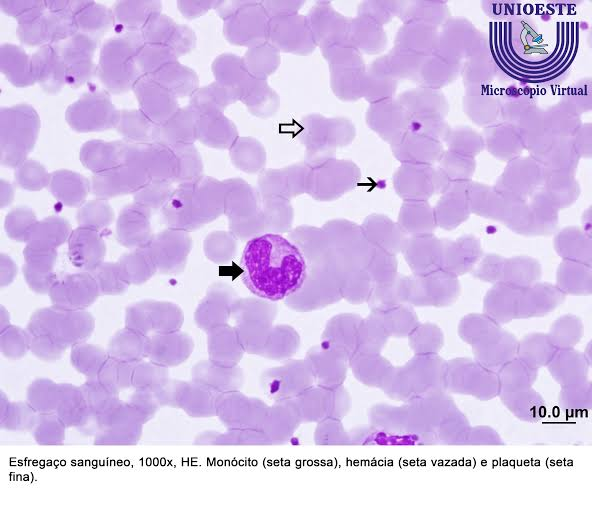 UNIOESTE
Microscopio Virtual
10.0 µm
Esfregaço sanguíneo, 1000x, HE. Monócito (seta grossa), hemácia (seta vazada) e plaqueta (seta
fina).